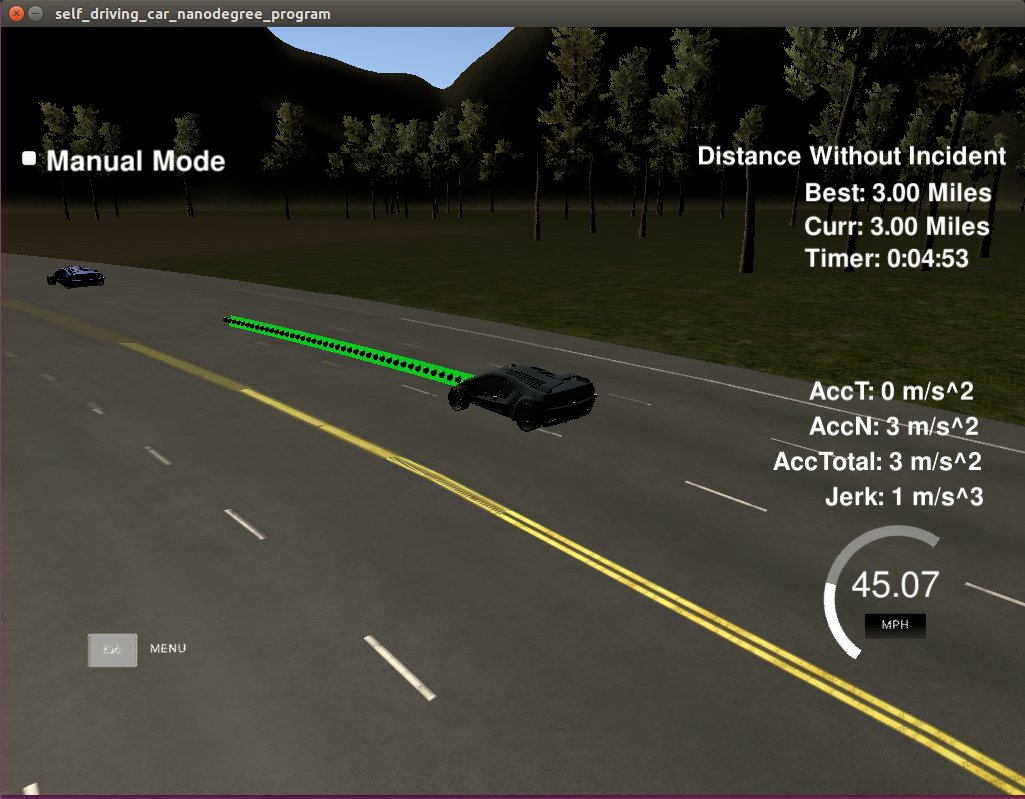 self_driving_car_nanodegree_program
Manual Mode
Distance Without Incident
Best: 3.00 Miles
Curr: 3.00 Miles
Timer: 0:04:53
AccT: 0 m/s^2
AccN: 3 m/s^2
AccTotal: 3 m/s^2
Jerk: 1 m/s^3
45.07
MPH
MENU